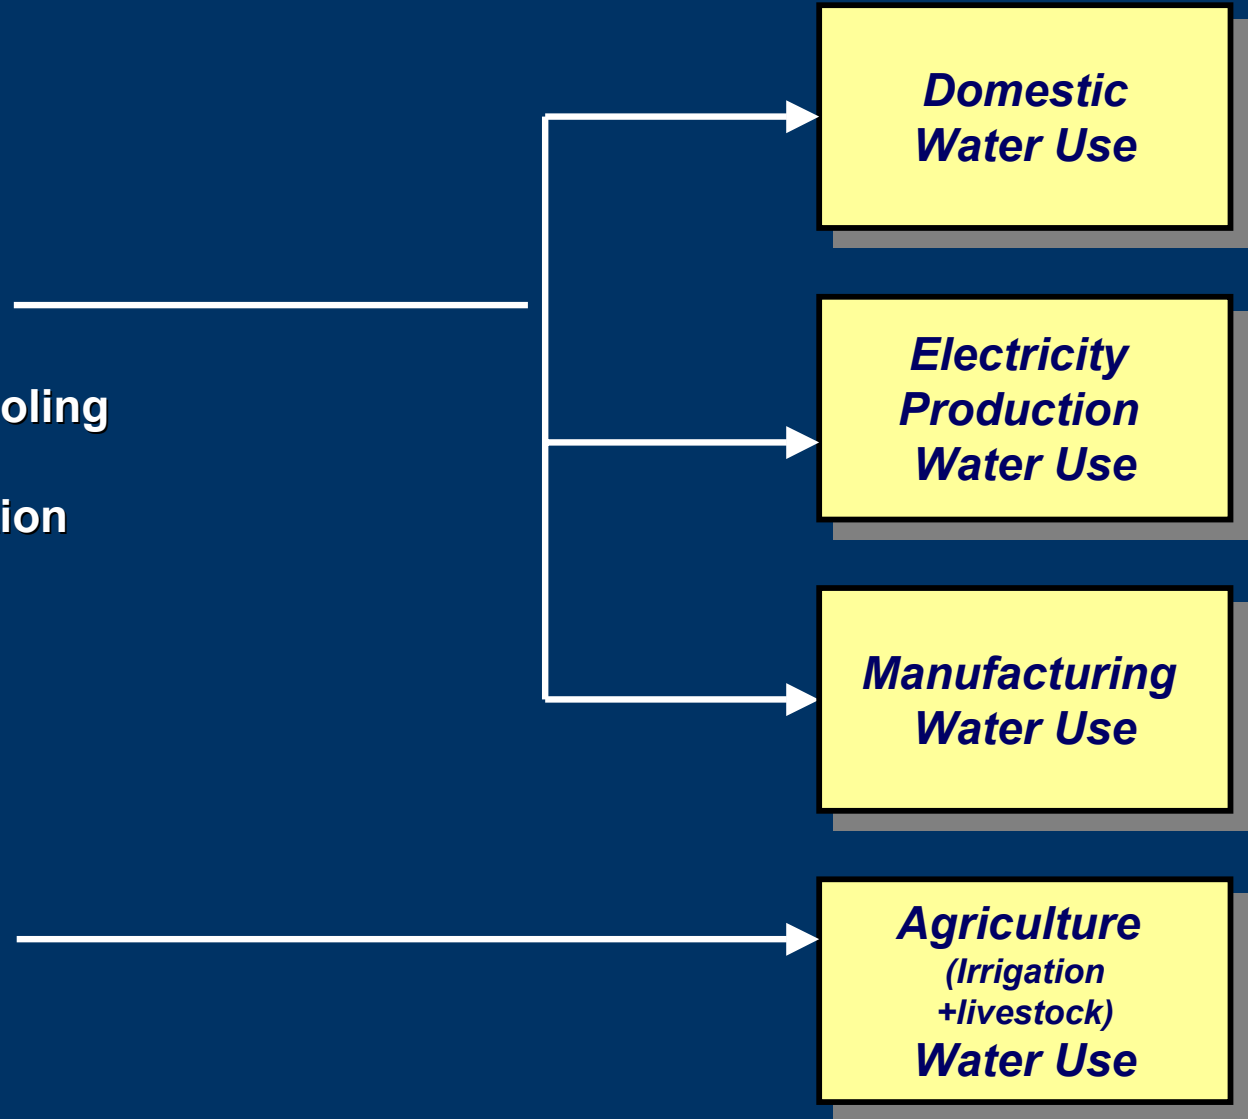 Domestic
Water Use
Electricity
Production
Water Use
oling
ion
Manufacturing
Water Use
Agriculture
(Irrigation
+livestock)
Water Use